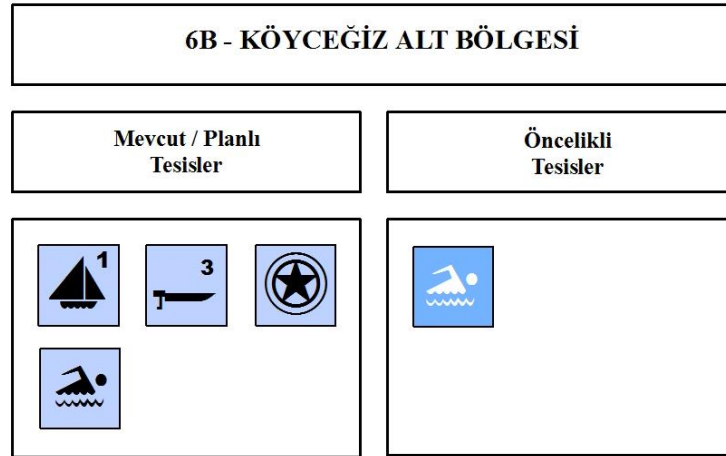 6B - KÖYCEĞİZ ALT BÖLGESİ
Mevcut / Planlı
Tesisler
Öncelikli
Tesisler
1
3